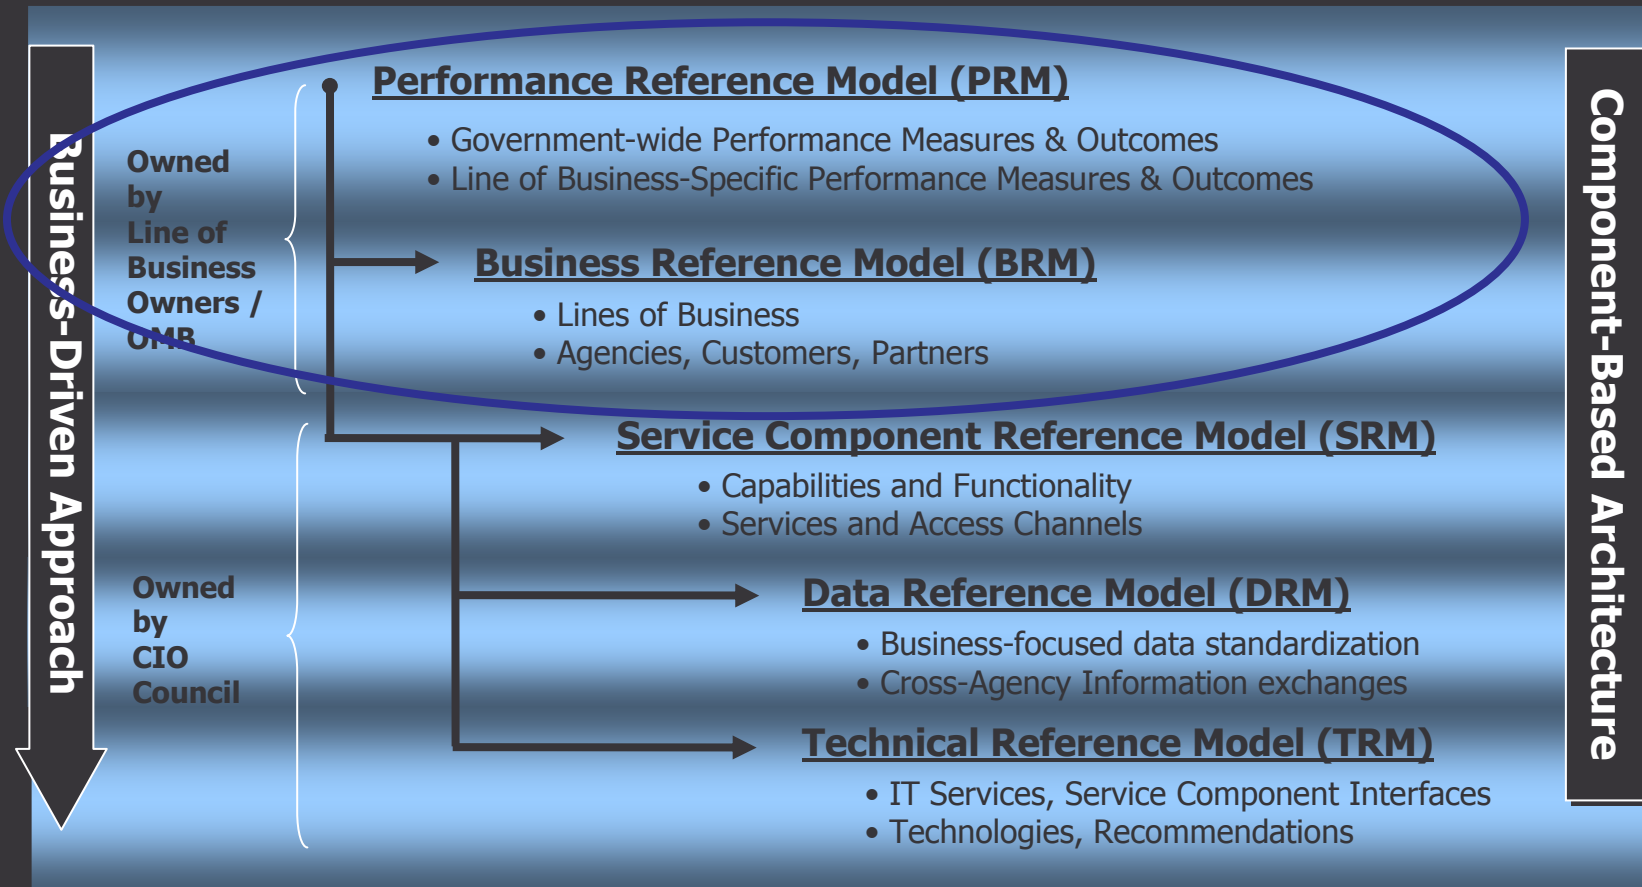 Business-Driven Approach
Owned
by
Line of
Business
Owners /
OMB
Performance Reference Model (PRM)
• Government-wide Performance Measures & Outcomes
• Line of Business-Specific Performance Measures & Outcomes
Business Reference Model (BRM)
• Lines of Business
• Agencies, Customers, Partners
Owned
by
CIO
Council
Service Component Reference Model (SRM)
• Capabilities and Functionality
• Services and Access Channels
Data Reference Model (DRM)
• Business-focused data standardization
• Cross-Agency Information exchanges
Technical Reference Model (TRM)
• IT Services, Service Component Interfaces
• Technologies, Recommendations
Component-Based Architecture